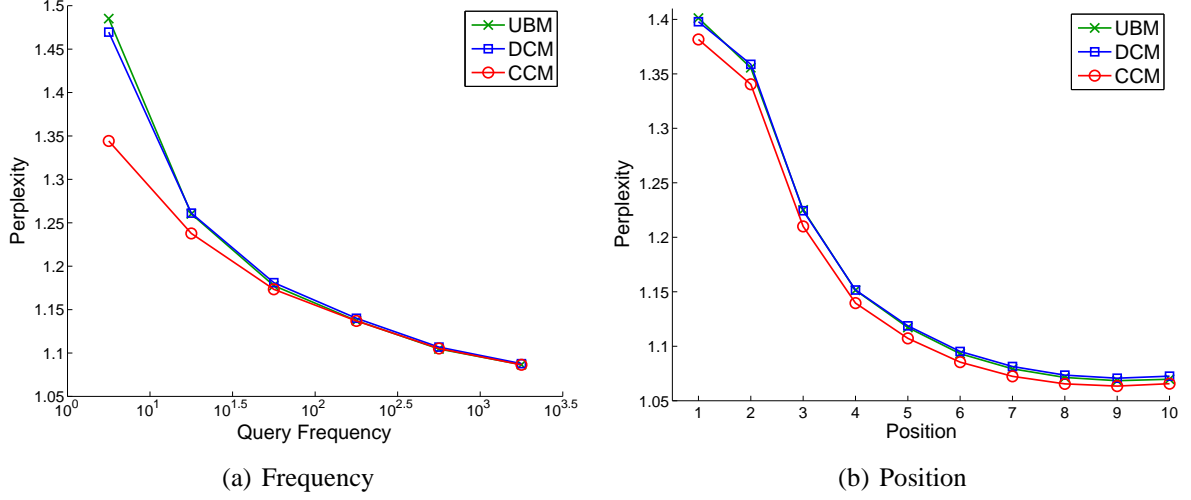 1.5
1.45
1.4
1.35
1.3
1.25
1.2
1.15
1.1
1.05
Perplexity
10^0 10^1 10^1.5 10^2 10^2.5 10^3 10^3.5
Query Frequency
UBM
DCM
CCM
(a) Frequency
1.4
1.35
1.3
1.25
1.2
1.15
1.1
1.05
Perplexity
1 2 3 4 5 6 7 8 9 10
Position
UBM
DCM
CCM
(b) Position